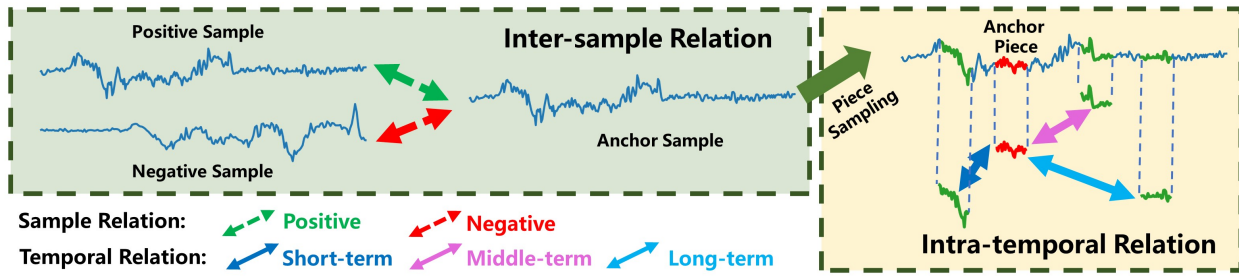 Positive Sample
Inter-sample Relation
Anchor Sample
Negative Sample
Piece
Sampling
Anchor
Piece
Intra-temporal Relation
Sample Relation: Positive Negative
Temporal Relation: Short-term Middle-term Long-term